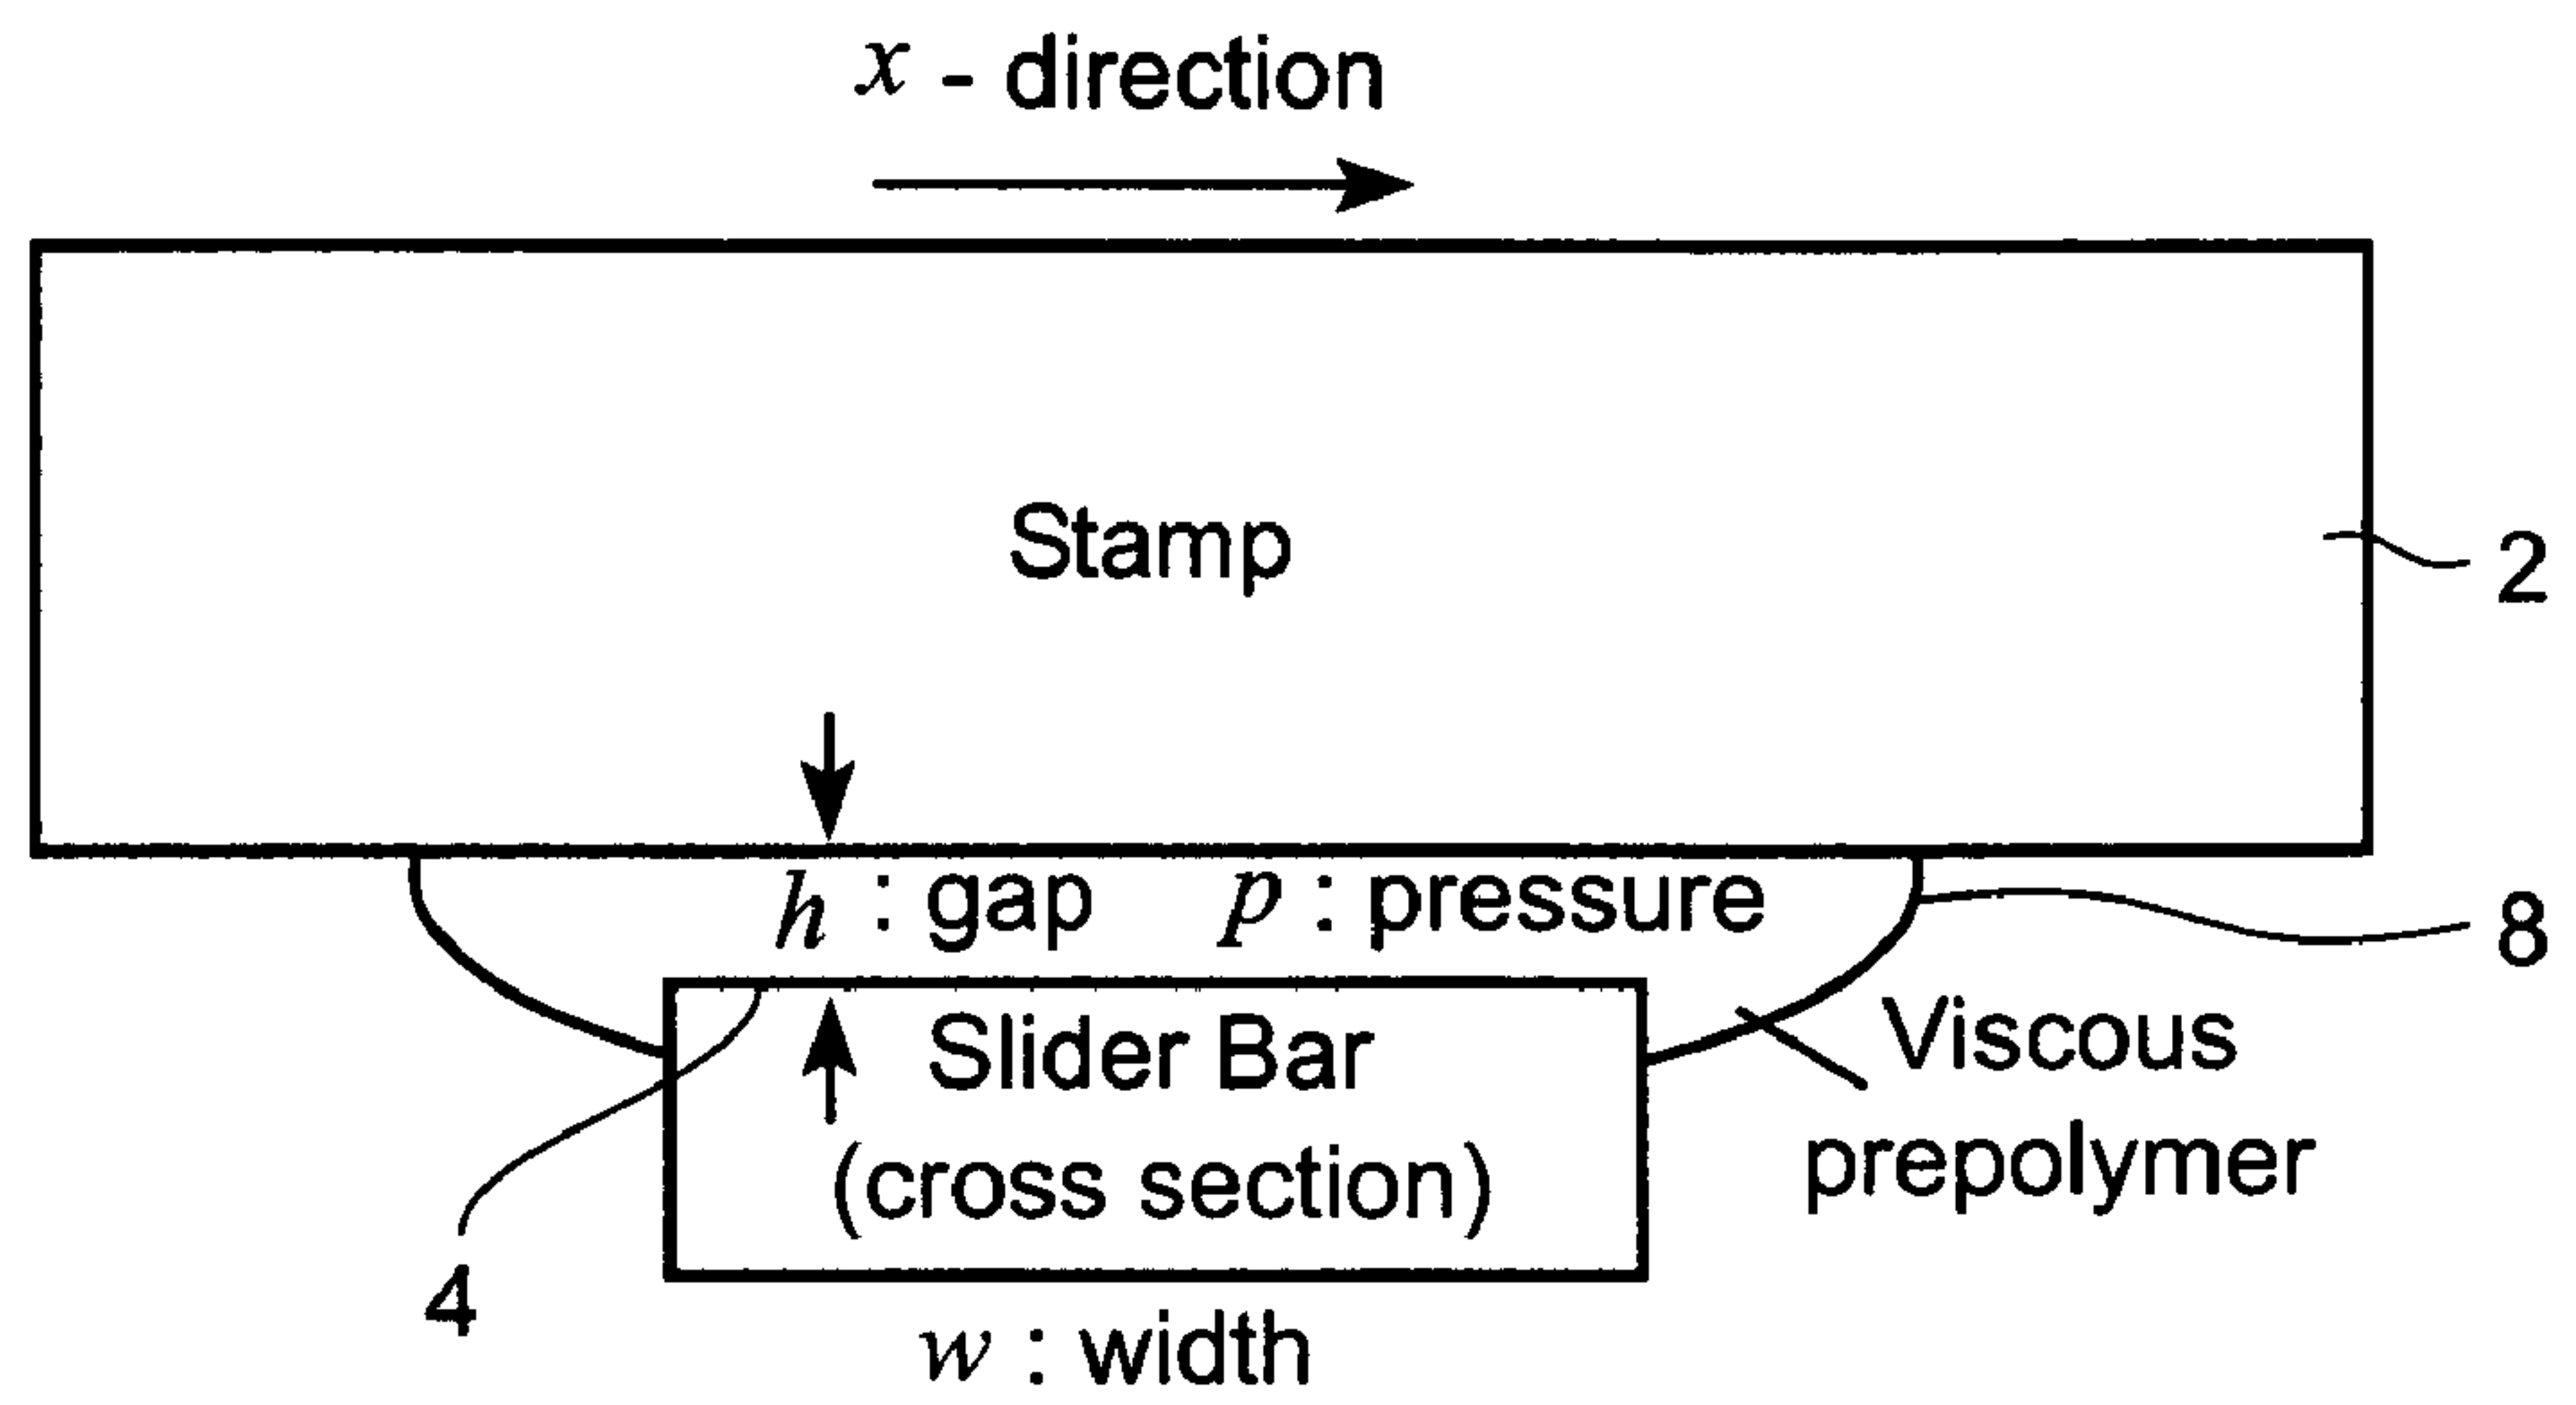 x - direction
Stamp
2
h : gap p : pressure
8
Slider Bar
(cross section)
Viscous
prepolymer
4
w : width